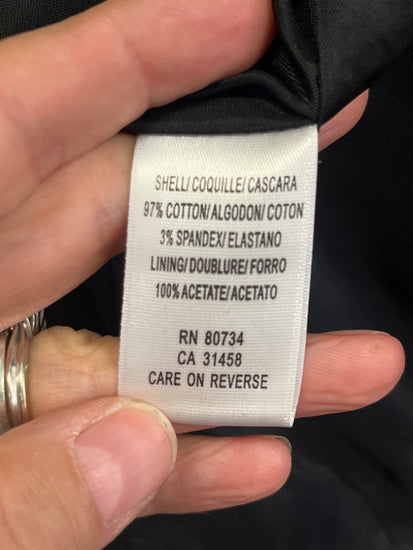 SHELL/COQUILLE/CASCARA
97% COTTON/ALGODON/COTON
3% SPANDEX/ELASTANO
LINING/DOUBLURE/FORRO
100% ACETATE/ACETATO
RN 80734
CA 31458
CARE ON REVERSE